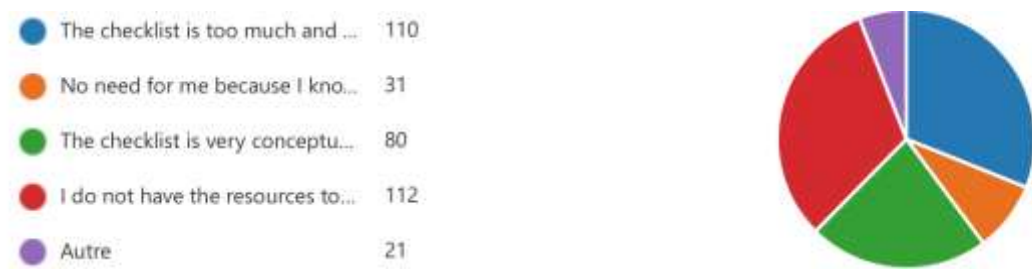 The checklist is too much and ... 110
No need for me because I kno... 31
The checklist is very conceptu... 80
I do not have the resources to... 112
Autre 21